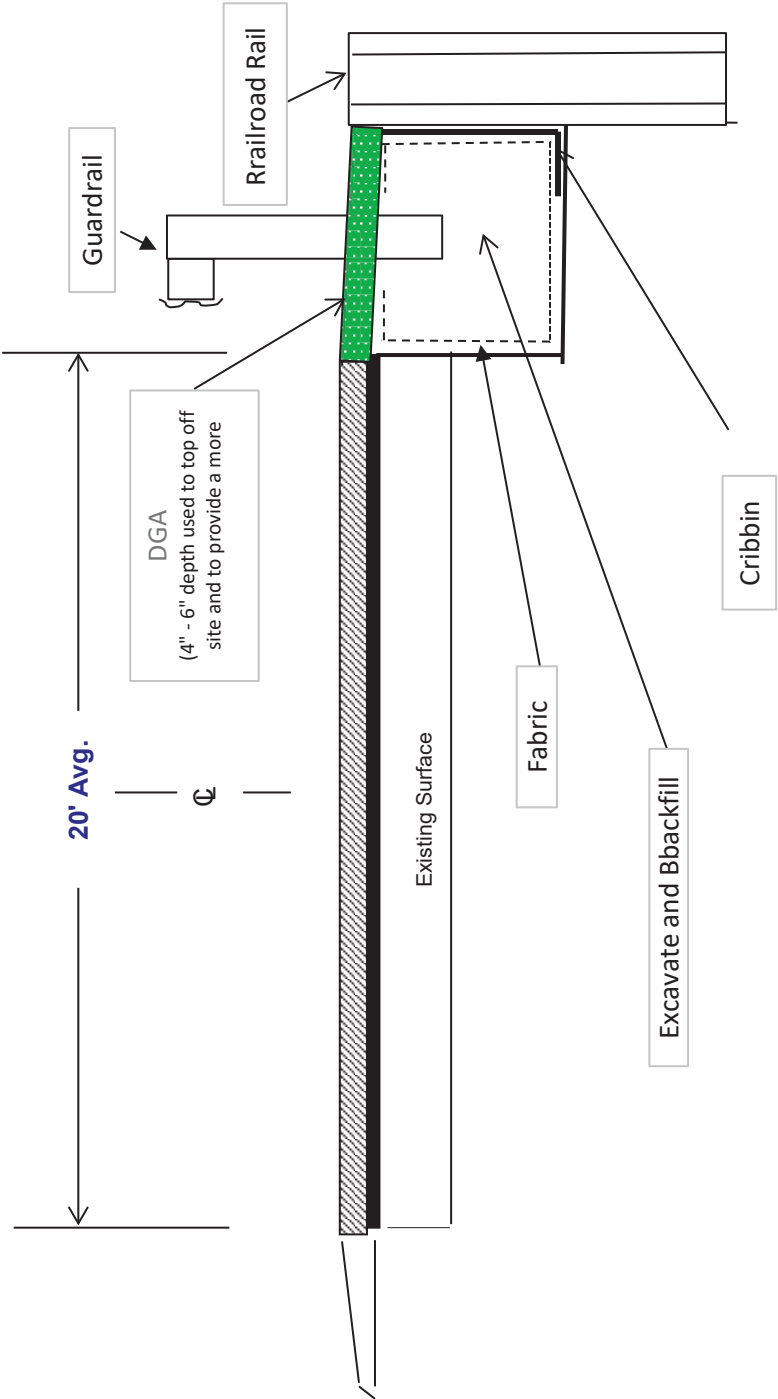 20' Avg.
℄
Guardrail
Rrailroad Rail
DGA
(4" - 6" depth used to top off
site and to provide a more
Existing Surface
Fabric
Excavate and Bbackfill
Cribbin